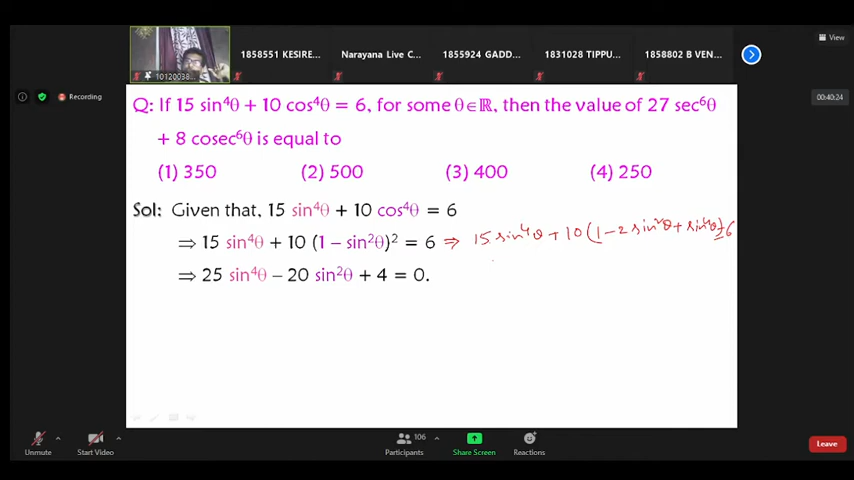 View
10120038...
1858551 KESIRE...
Narayana Live C...
1855924 GADD...
1831028 TIPPU...
1858802 B VEN...
Recording
00:40:24
Q: If 15 sin⁴θ + 10 cos⁴θ = 6, for some θ∈ℝ, then the value of 27 sec⁶θ
+ 8 cosec⁶θ is equal to
(1) 350 (2) 500 (3) 400 (4) 250
Sol: Given that, 15 sin⁴θ + 10 cos⁴θ = 6
⇒ 15 sin⁴θ + 10 (1 – sin²θ)² = 6 ⇒ 15 sin⁴θ + 10 (1 – 2 sin²θ + sin⁴θ) = 6
⇒ 25 sin⁴θ – 20 sin²θ + 4 = 0.
Unmute
Start Video
106
Participants
Share Screen
Reactions
Leave